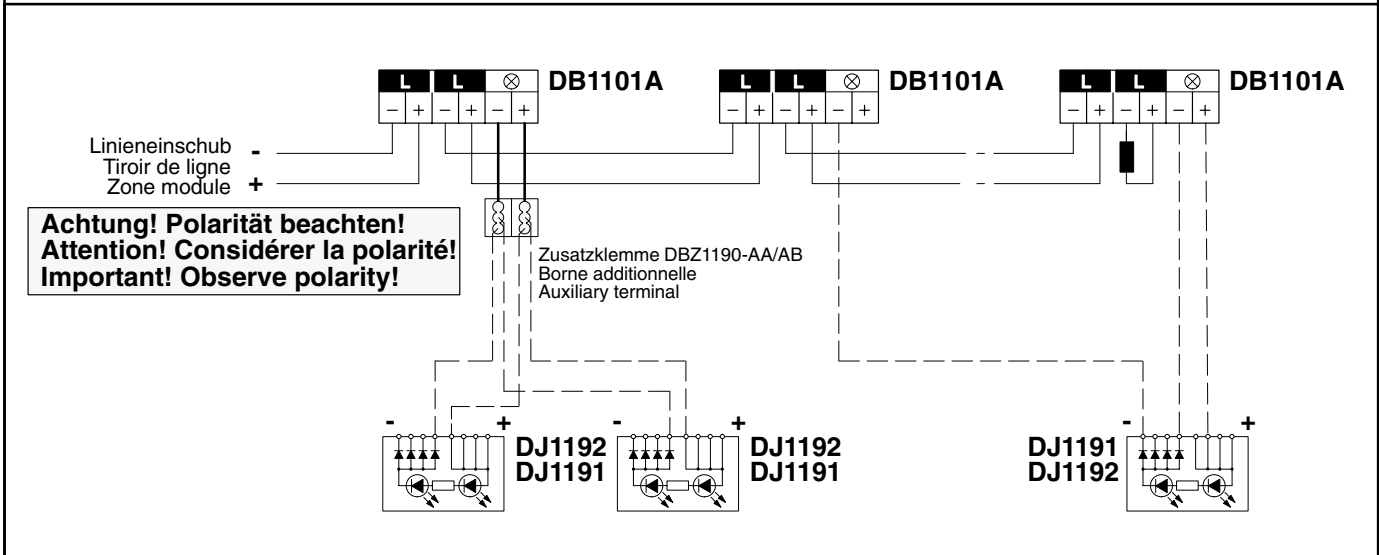 L L ⊗ DB1101A L L ⊗ DB1101A L L ⊗ DB1101A
− + − + − + − + − + − + − + − + − +
Linieneinschub -
Tiroir de ligne
Zone module +
Achtung! Polarität beachten!
Attention! Considérer la polarité!
Important! Observe polarity!
Zusatzklemme DBZ1190-AA/AB
Borne additionnelle
Auxiliary terminal
- + - + - +
DJ1192 DJ1192 DJ1191
DJ1191 DJ1191 DJ1192